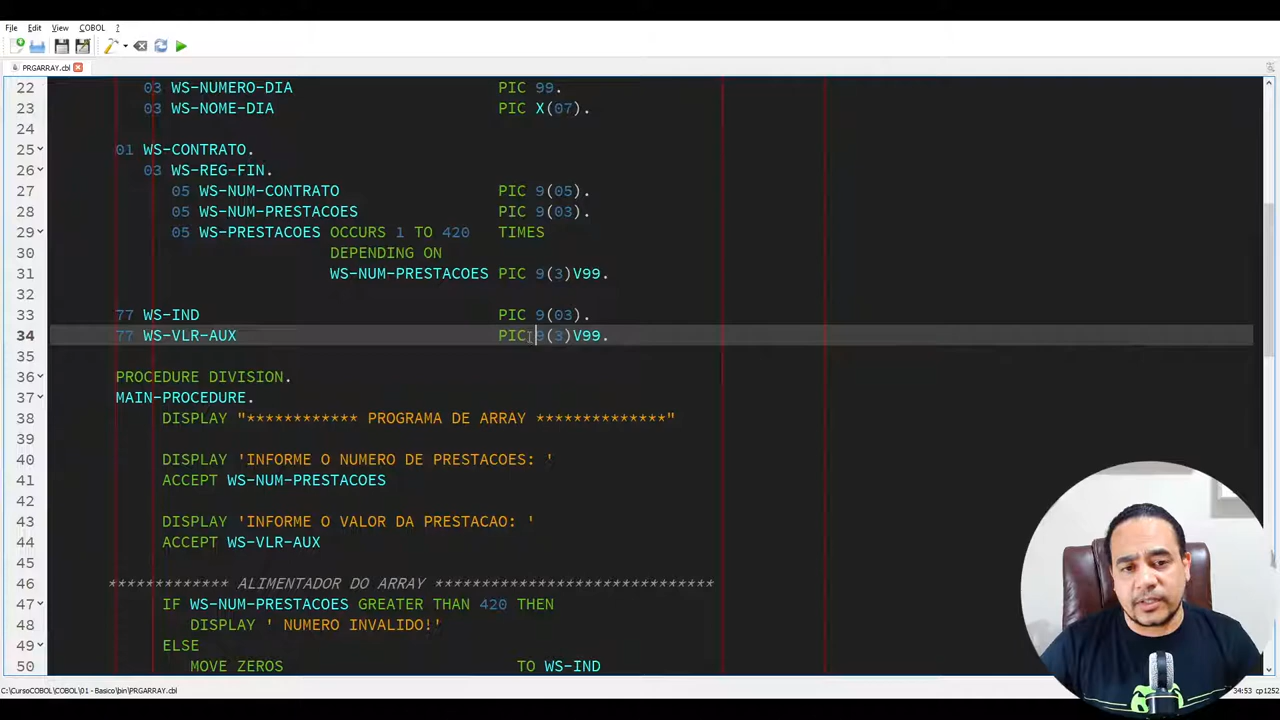 File Edit View COBOL ?
PRGARRAY.cbl
22 03 WS-NUMERO-DIA PIC 99.
23 03 WS-NOME-DIA PIC X(07).
24
25 01 WS-CONTRATO.
26 03 WS-REG-FIN.
27 05 WS-NUM-CONTRATO PIC 9(05).
28 05 WS-NUM-PRESTACOES PIC 9(03).
29 05 WS-PRESTACOES OCCURS 1 TO 420 TIMES
30 DEPENDING ON
31 WS-NUM-PRESTACOES PIC 9(3)V99.
32
33 77 WS-IND PIC 9(03).
34 77 WS-VLR-AUX PIC 9(3)V99.
35
36 PROCEDURE DIVISION.
37 MAIN-PROCEDURE.
38 DISPLAY "************ PROGRAMA DE ARRAY **************"
39
40 DISPLAY 'INFORME O NUMERO DE PRESTACOES: '
41 ACCEPT WS-NUM-PRESTACOES
42
43 DISPLAY 'INFORME O VALOR DA PRESTACAO: '
44 ACCEPT WS-VLR-AUX
45
46 ************* ALIMENTADOR DO ARRAY ******************************
47 IF WS-NUM-PRESTACOES GREATER THAN 420 THEN
48 DISPLAY ' NUMERO INVALIDO!'
49 ELSE
50 MOVE ZEROS TO WS-IND
C:\CursoCOBOL\COBOL\01 - Basico\bin\PRGARRAY.cbl 34:53 cp1252